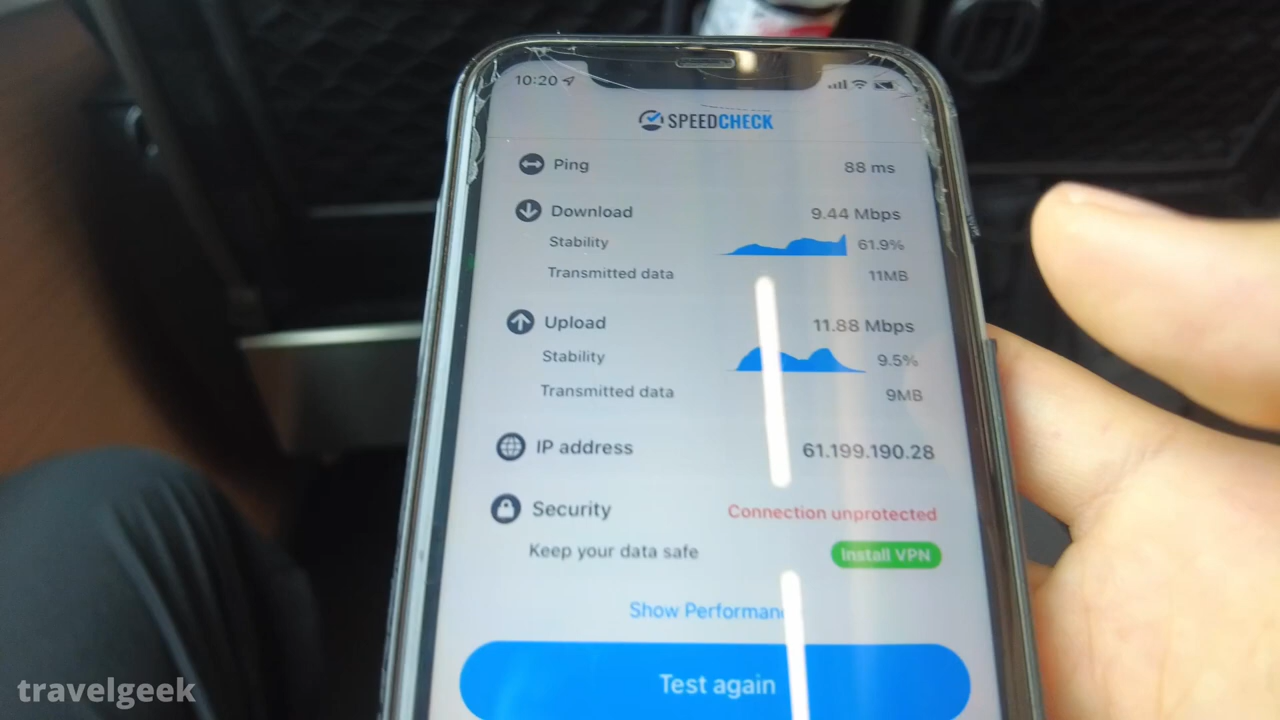 10:20
SPEEDCHECK
Ping 88 ms
Download 9.44 Mbps
Stability 61.9%
Transmitted data 11MB
Upload 11.88 Mbps
Stability 9.5%
Transmitted data 9MB
IP address 61.199.190.28
Security Connection unprotected
Keep your data safe Install VPN
Show Performan
Test again
travelgeek